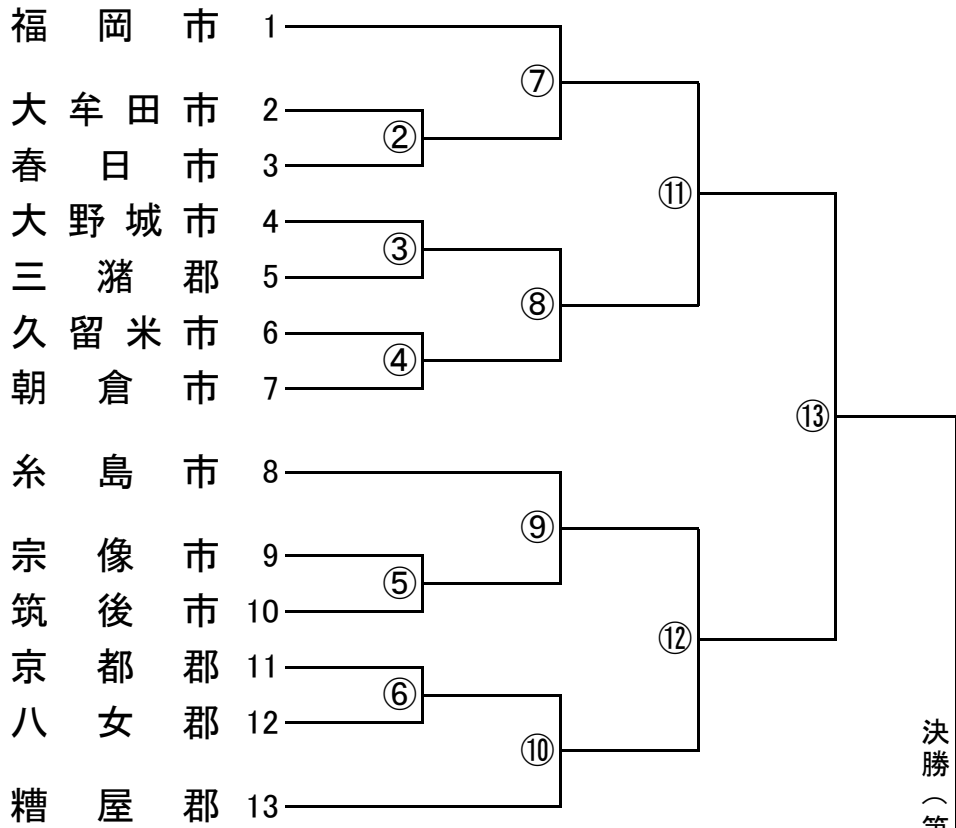 福岡市 1
⑦
大牟田市 2
②
春日市 3
⑪
大野城市 4
③
三潴郡 5
⑧
久留米市 6
④
朝倉市 7
⑬
糸島市 8
⑨
宗像市 9
⑤
筑後市 10
⑫
京都郡 11
⑥
八女郡 12
⑩
糟屋郡 13
決勝（